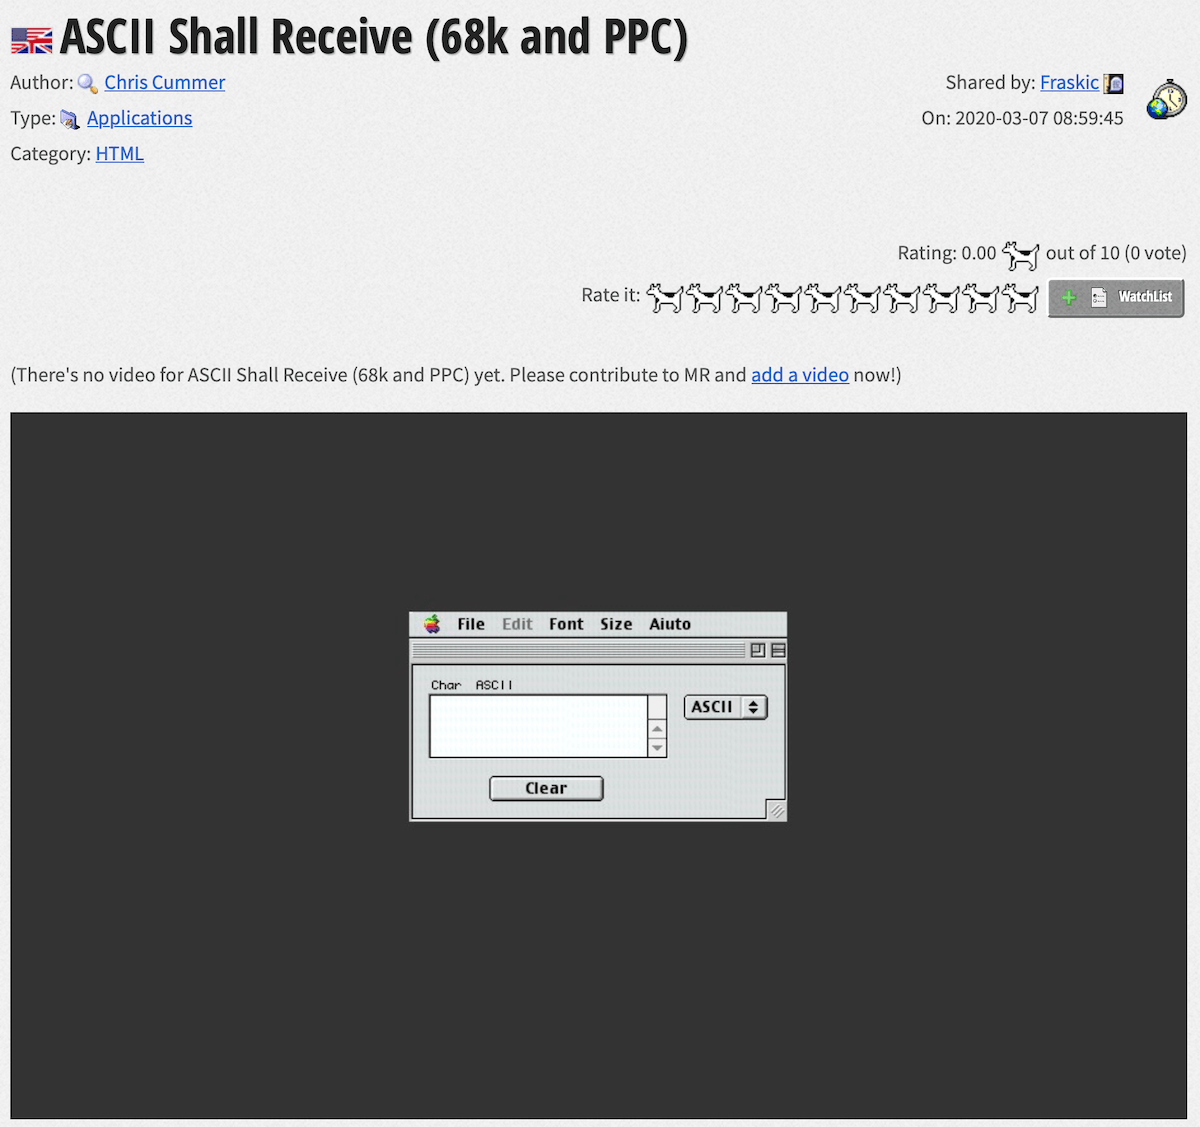 ASCII Shall Receive (68k and PPC)
Author: Chris Cummer
Shared by: Fraskic
Type: Applications
On: 2020-03-07 08:59:45
Category: HTML
Rating: 0.00 out of 10 (0 vote)
Rate it:
WatchList
(There's no video for ASCII Shall Receive (68k and PPC) yet. Please contribute to MR and add a video now!)
File Edit Font Size Aiuto
Char ASCII
ASCII
Clear